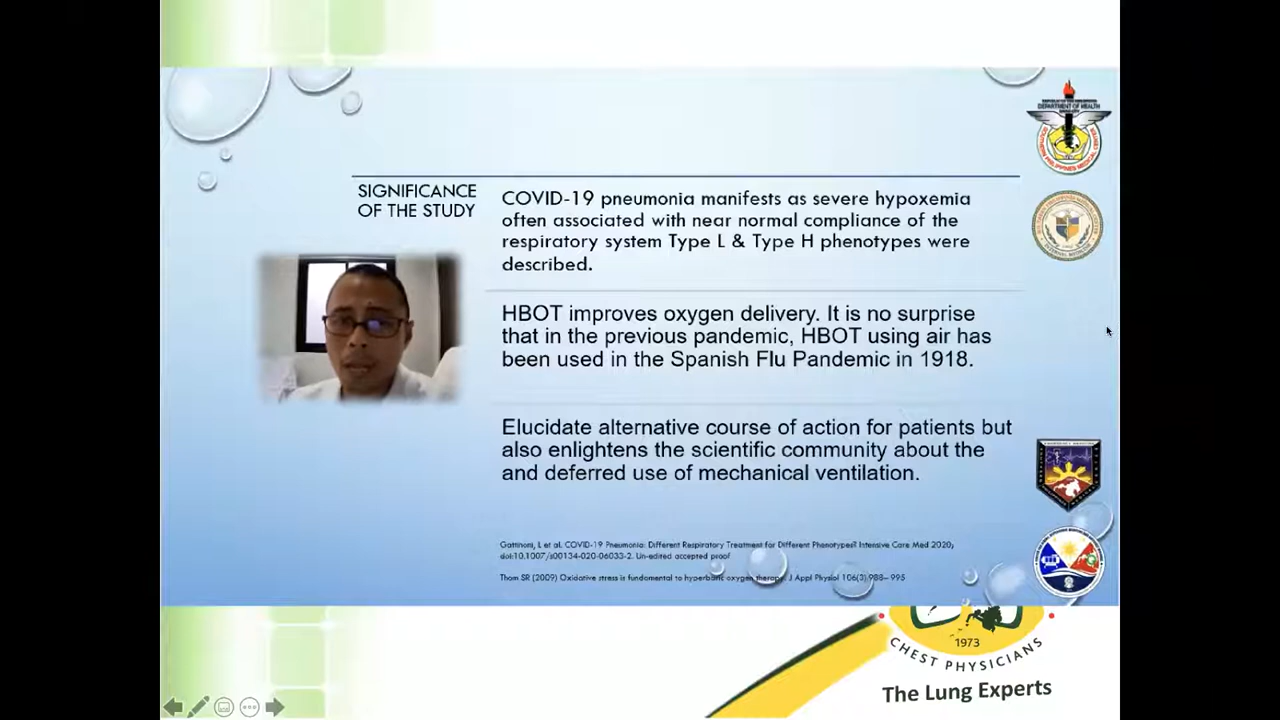 SIGNIFICANCE
OF THE STUDY
COVID-19 pneumonia manifests as severe hypoxemia
often associated with near normal compliance of the
respiratory system Type L & Type H phenotypes were
described.
HBOT improves oxygen delivery. It is no surprise
that in the previous pandemic, HBOT using air has
been used in the Spanish Flu Pandemic in 1918.
Elucidate alternative course of action for patients but
also enlightens the scientific community about the
and deferred use of mechanical ventilation.
Gattinoni, L et al. COVID-19 Pneumonia: Different Respiratory Treatment for Different Phenotypes? Intensive Care Med 2020;
doi:10.1007/s00134-020-06033-2. Un-edited accepted proof
Thom SR (2009) Oxidative stress is fundamental to hyperbaric oxygen therapy. J Appl Physiol 106(3):988– 995
DEPARTMENT OF HEALTH
1973
CHEST PHYSICIANS
The Lung Experts